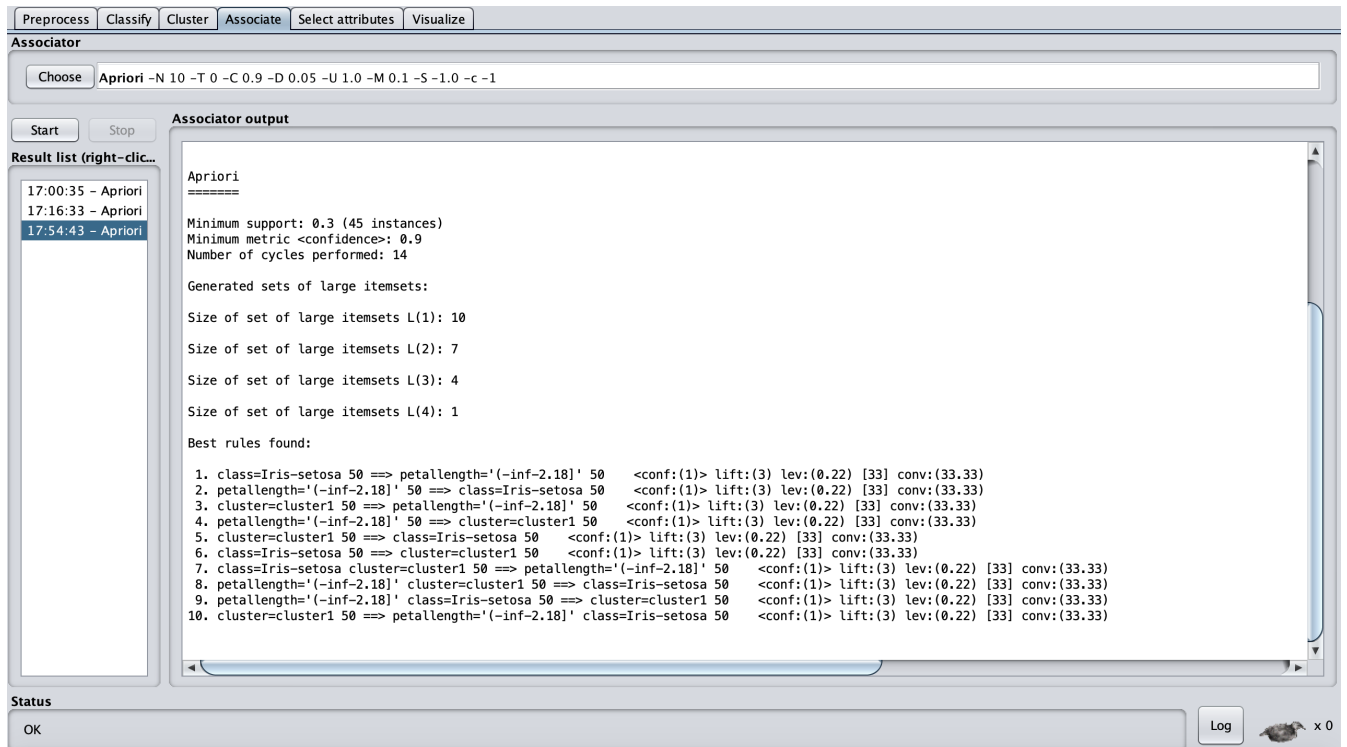 Preprocess Classify Cluster Associate Select attributes Visualize
Associator
Choose Apriori -N 10 -T 0 -C 0.9 -D 0.05 -U 1.0 -M 0.1 -S -1.0 -c -1
Start Stop
Result list (right-clic...
17:00:35 - Apriori
17:16:33 - Apriori
17:54:43 - Apriori
Associator output
Apriori
=======
Minimum support: 0.3 (45 instances)
Minimum metric <confidence>: 0.9
Number of cycles performed: 14
Generated sets of large itemsets:
Size of set of large itemsets L(1): 10
Size of set of large itemsets L(2): 7
Size of set of large itemsets L(3): 4
Size of set of large itemsets L(4): 1
Best rules found:
1. class=Iris-setosa 50 ==> petallength='(-inf-2.18]' 50 <conf:(1)> lift:(3) lev:(0.22) [33] conv:(33.33)
2. petallength='(-inf-2.18]' 50 ==> class=Iris-setosa 50 <conf:(1)> lift:(3) lev:(0.22) [33] conv:(33.33)
3. cluster=cluster1 50 ==> petallength='(-inf-2.18]' 50 <conf:(1)> lift:(3) lev:(0.22) [33] conv:(33.33)
4. petallength='(-inf-2.18]' 50 ==> cluster=cluster1 50 <conf:(1)> lift:(3) lev:(0.22) [33] conv:(33.33)
5. cluster=cluster1 50 ==> class=Iris-setosa 50 <conf:(1)> lift:(3) lev:(0.22) [33] conv:(33.33)
6. class=Iris-setosa 50 ==> cluster=cluster1 50 <conf:(1)> lift:(3) lev:(0.22) [33] conv:(33.33)
7. class=Iris-setosa cluster=cluster1 50 ==> petallength='(-inf-2.18]' 50 <conf:(1)> lift:(3) lev:(0.22) [33] conv:(33.33)
8. petallength='(-inf-2.18]' cluster=cluster1 50 ==> class=Iris-setosa 50 <conf:(1)> lift:(3) lev:(0.22) [33] conv:(33.33)
9. petallength='(-inf-2.18]' class=Iris-setosa 50 ==> cluster=cluster1 50 <conf:(1)> lift:(3) lev:(0.22) [33] conv:(33.33)
10. cluster=cluster1 50 ==> petallength='(-inf-2.18]' class=Iris-setosa 50 <conf:(1)> lift:(3) lev:(0.22) [33] conv:(33.33)
Status
OK
Log x 0